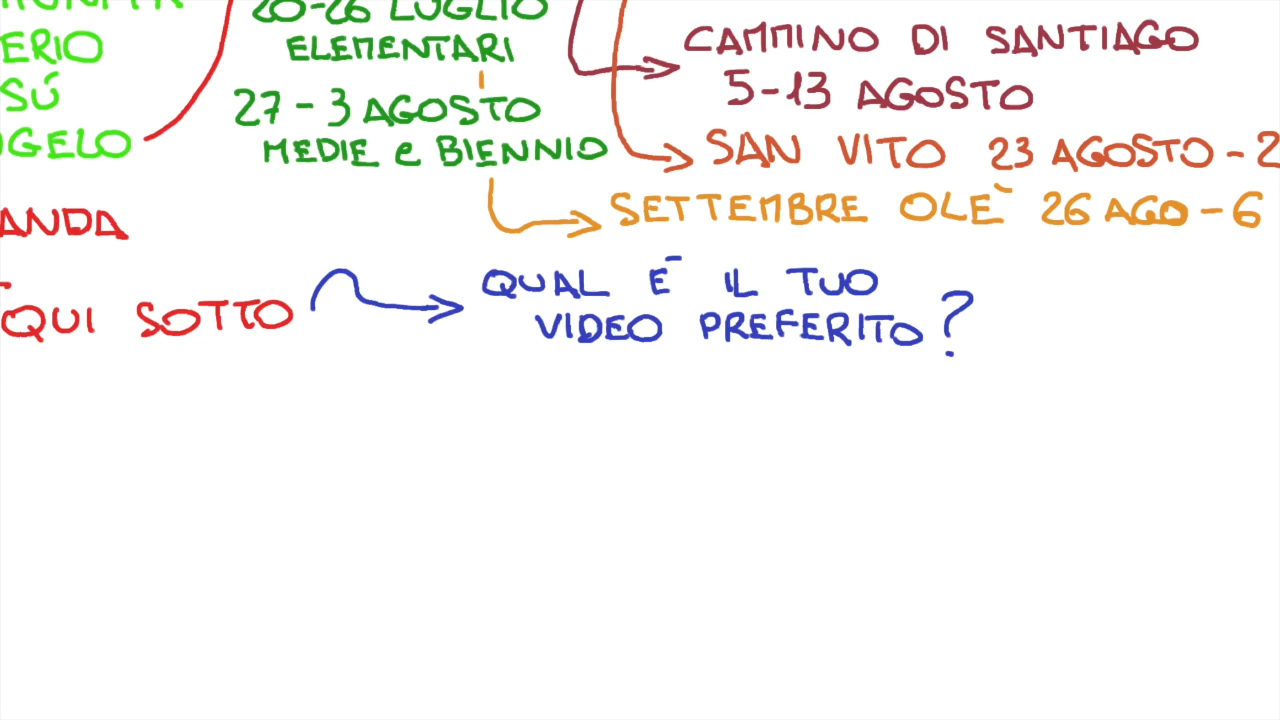 ERIO
SÚ
GELO
ANDA
QUI SOTTO
20-26 LUGLIO
ELEMENTARI
27-3 AGOSTO
MEDIE e BIENNIO
CAMMINO DI SANTIAGO
5-13 AGOSTO
SAN VITO 23 AGOSTO - 2
SETTEMBRE OLÈ 26 AGO - 6
QUAL È IL TUO
VIDEO PREFERITO?